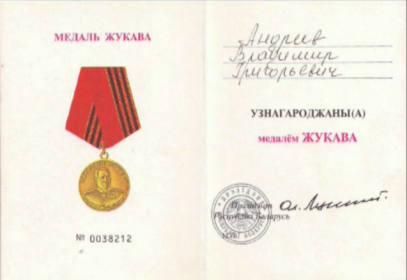 МЕДАЛЬ ЖУКАВА
№ 0038212
Андреев
Владимир
Григорьевич
УЗНАГАРОДЖАНЫ(А)
медалём ЖУКАВА
Прэзідэнт
Рэспублікі Беларусь